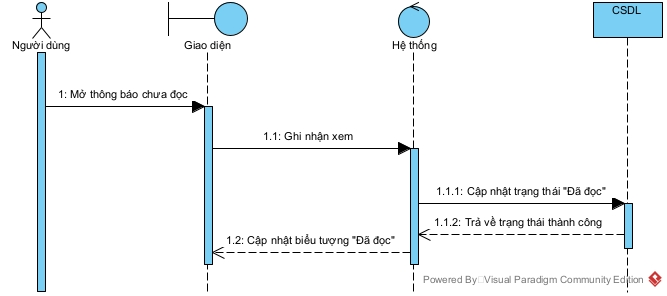 Người dùng
Giao diện
Hệ thống
CSDL
1: Mở thông báo chưa đọc
1.1: Ghi nhận xem
1.1.1: Cập nhật trạng thái "Đã đọc"
1.1.2: Trả về trạng thái thành công
1.2: Cập nhật biểu tượng "Đã đọc"
Powered By Visual Paradigm Community Edition